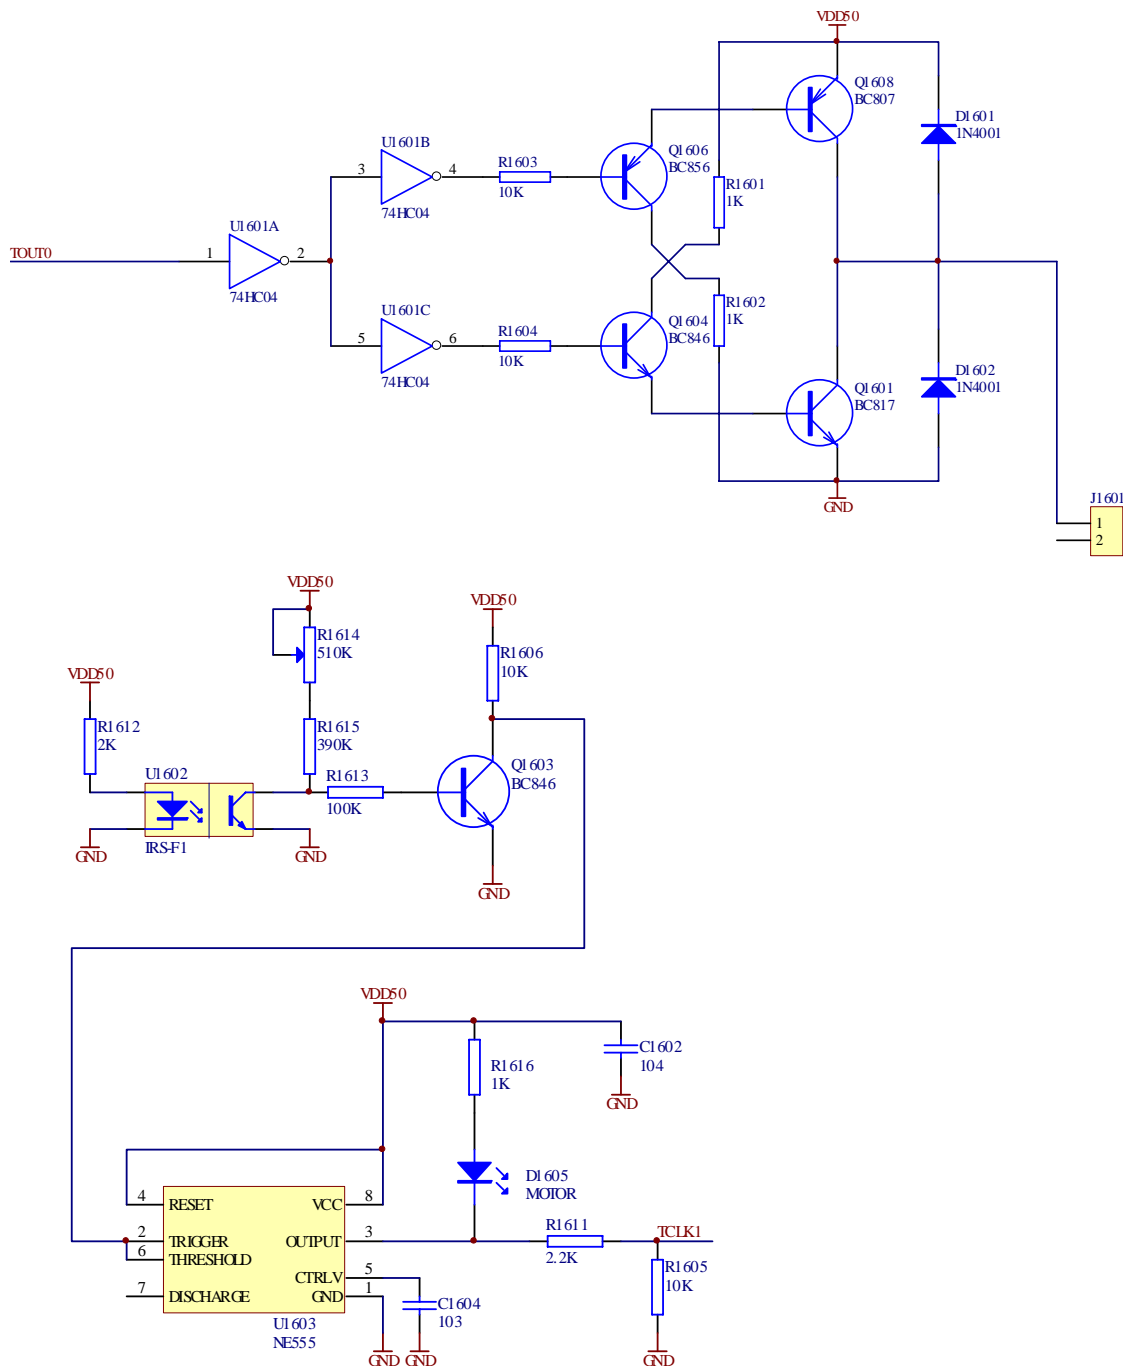 VDD50
Q1608
BC807
D1601
1N4001
U1601B
3
4
74HC04
R1603
10K
Q1606
BC856
R1601
1K
U1601A
TOUT0
1
2
74HC04
U1601C
5
6
74HC04
R1604
10K
Q1604
BC846
R1602
1K
Q1601
BC817
D1602
1N4001
GND
J1601
1
2
VDD50
R1614
510K
VDD50
R1606
10K
VDD50
R1612
2K
R1615
390K
U1602
IRS-F1
R1613
100K
Q1603
BC846
GND
GND
GND
VDD50
R1616
1K
C1602
104
GND
D1605
MOTOR
4
RESET
VCC
8
2
TRIGGER
OUTPUT
3
6
THRESHOLD
CTRLV
5
7
DISCHARGE
GND
1
U1603
NE555
R1611
2.2K
TCLK1
R1605
10K
C1604
103
GND
GND
GND